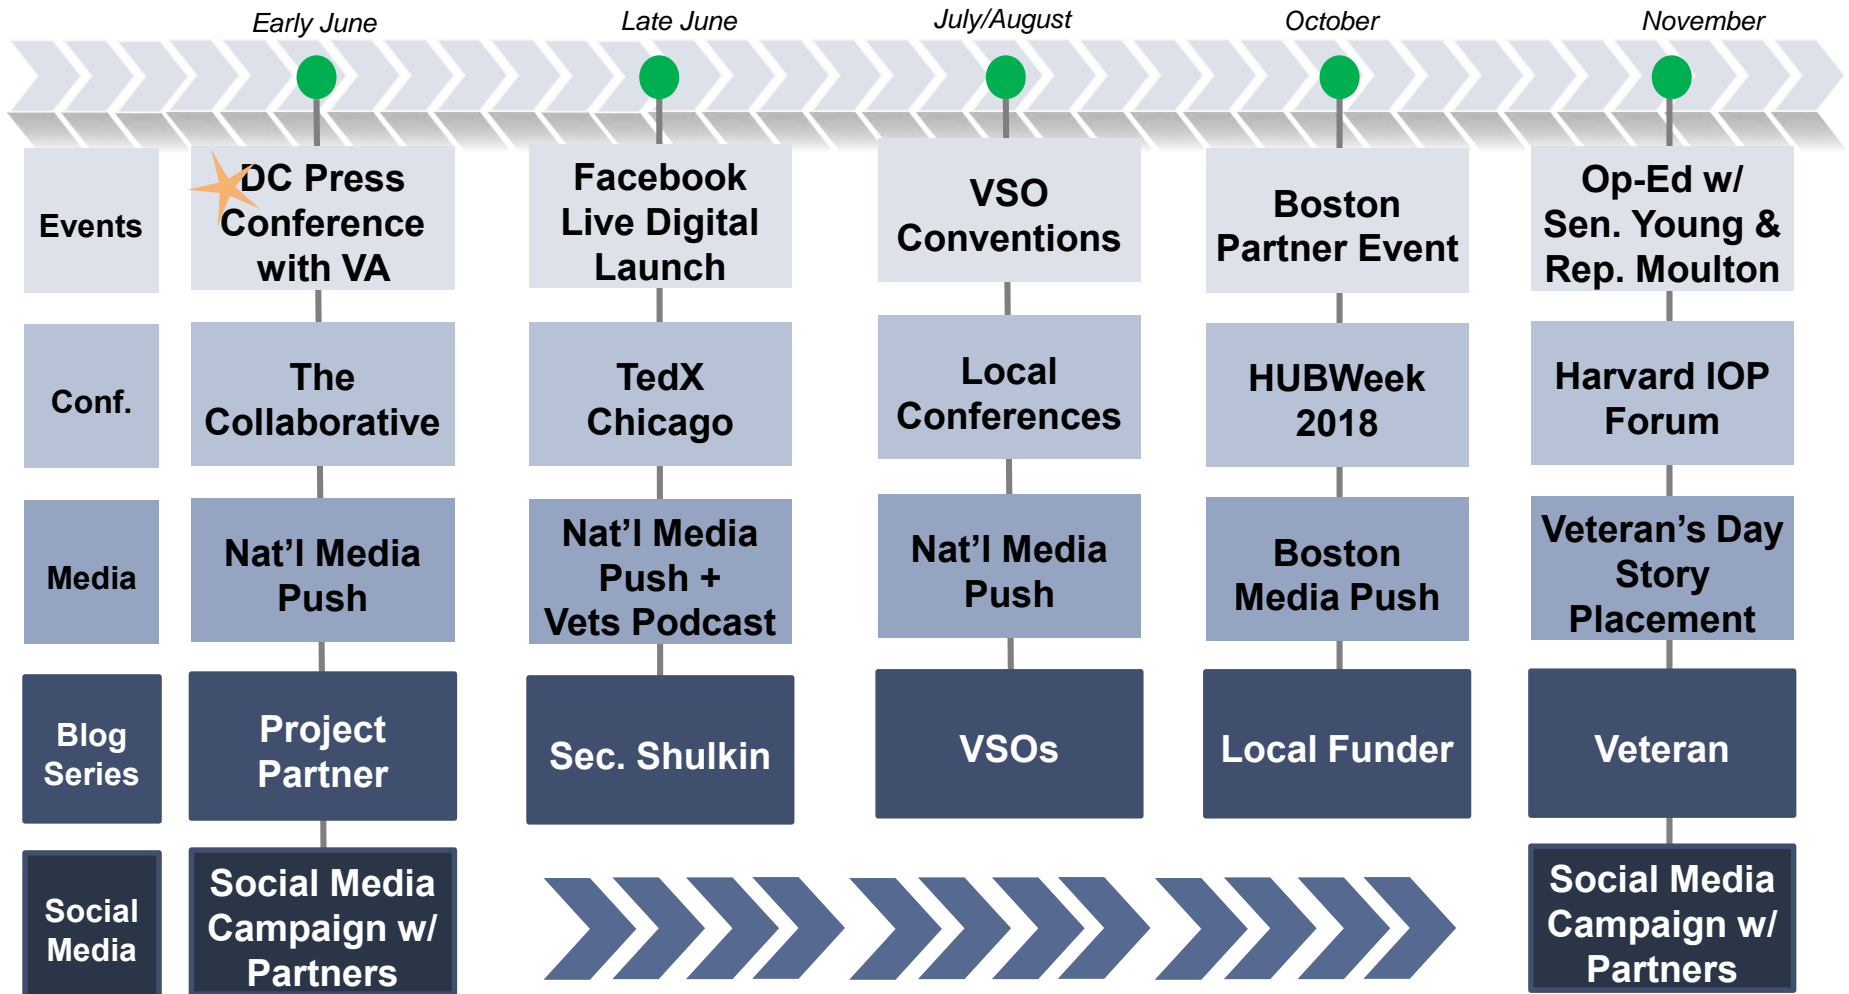 Early June
Late June
July/August
October
November
Events
DC Press
Conference
with VA
Facebook
Live Digital
Launch
VSO
Conventions
Boston
Partner Event
Op-Ed w/
Sen. Young &
Rep. Moulton
Conf.
The
Collaborative
TedX
Chicago
Local
Conferences
HUBWeek
2018
Harvard IOP
Forum
Media
Nat’l Media
Push
Nat’l Media
Push +
Vets Podcast
Nat’l Media
Push
Boston
Media Push
Veteran’s Day
Story
Placement
Blog
Series
Project
Partner
Sec. Shulkin
VSOs
Local Funder
Veteran
Social
Media
Social Media
Campaign w/
Partners
Social Media
Campaign w/
Partners